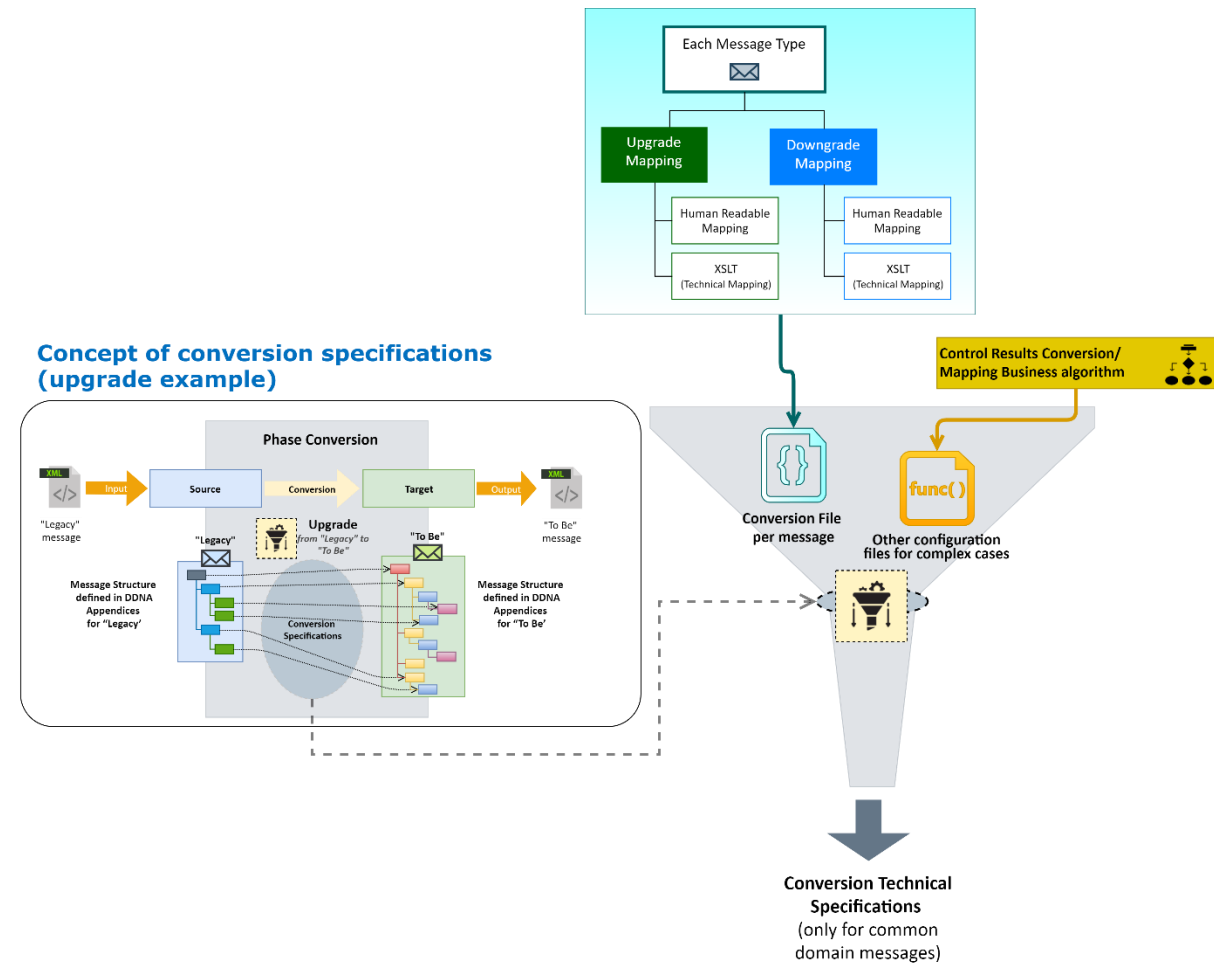 Each Message Type
Upgrade
Mapping
Downgrade
Mapping
Human Readable
Mapping
Human Readable
Mapping
XSLT
(Technical Mapping)
XSLT
(Technical Mapping)
Concept of conversion specifications
(upgrade example)
Control Results Conversion/
Mapping Business algorithm
Phase Conversion
XML
</>
Input
Source
Conversion
Target
Output
XML
</>
"Legacy"
message
"To Be"
message
Upgrade
from "Legacy" to
"To Be"
"Legacy"
"To Be"
Message Structure
defined in DDNA
Appendices
for “Legacy’
Conversion
Specifications
Message Structure
defined in DDNA
Appendices
for “To Be’
{}
func()
Conversion File
per message
Other configuration
files for complex cases
Conversion Technical
Specifications
(only for common
domain messages)